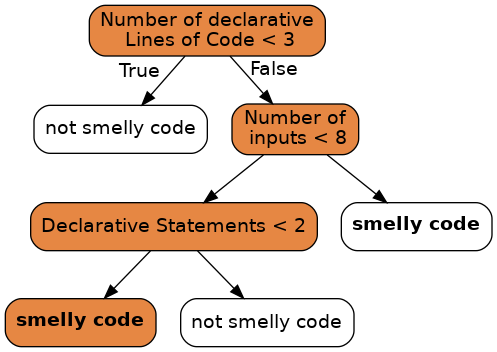 Number of declarative
Lines of Code < 3
True
False
not smelly code
Number of
inputs < 8
Declarative Statements < 2
smelly code
smelly code
not smelly code